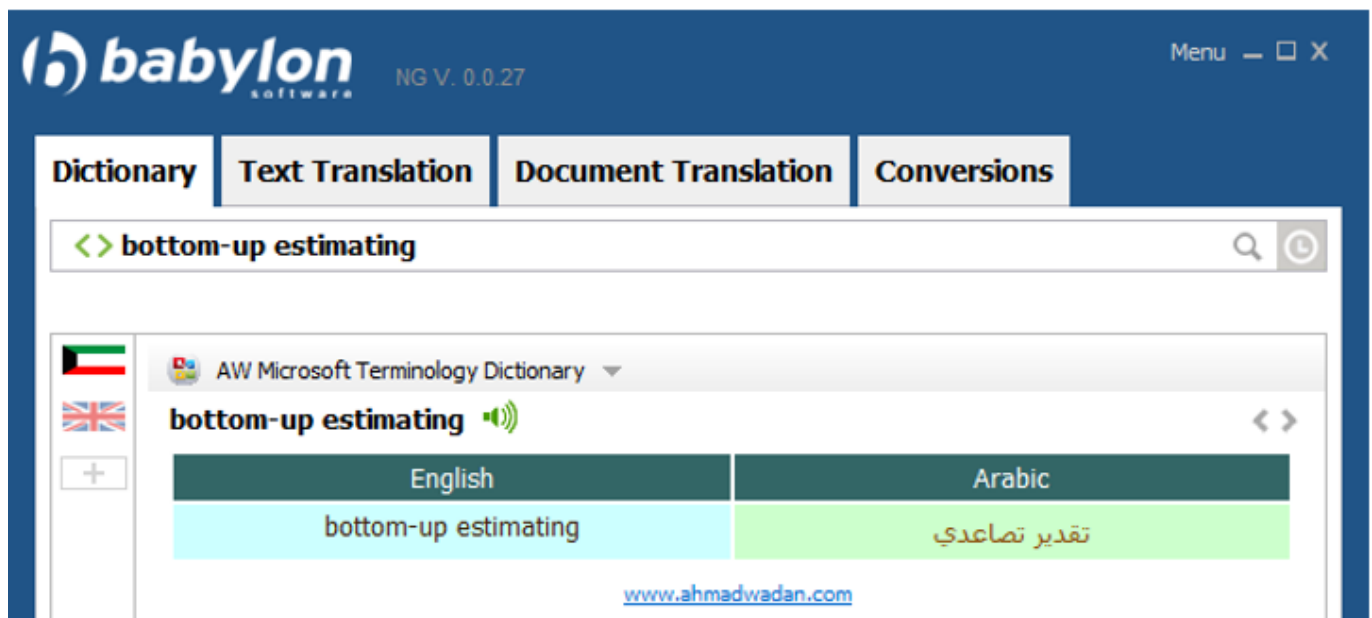 babylon
software
NG V. 0.0.27
Menu
Dictionary Text Translation Document Translation Conversions
bottom-up estimating
AW Microsoft Terminology Dictionary
bottom-up estimating
English Arabic
bottom-up estimating تقدير تصاعدي
www.ahmadwadan.com